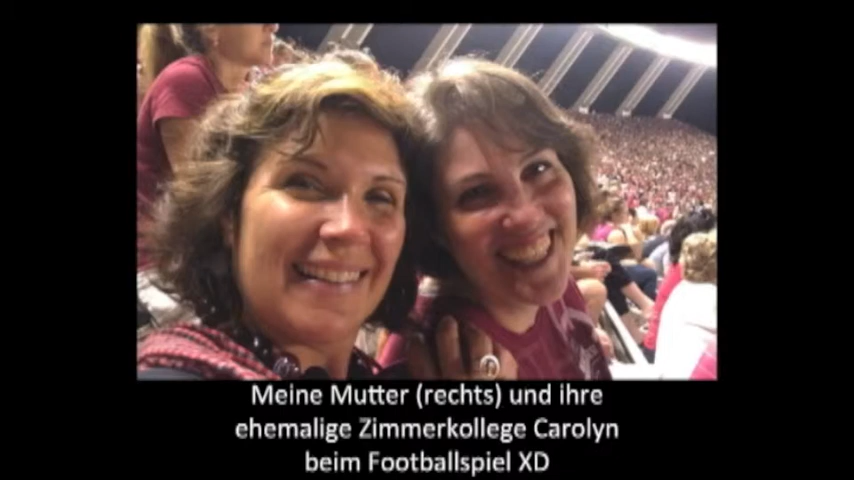 Meine Mutter (rechts) und ihre
ehemalige Zimmerkollege Carolyn
beim Footballspiel XD